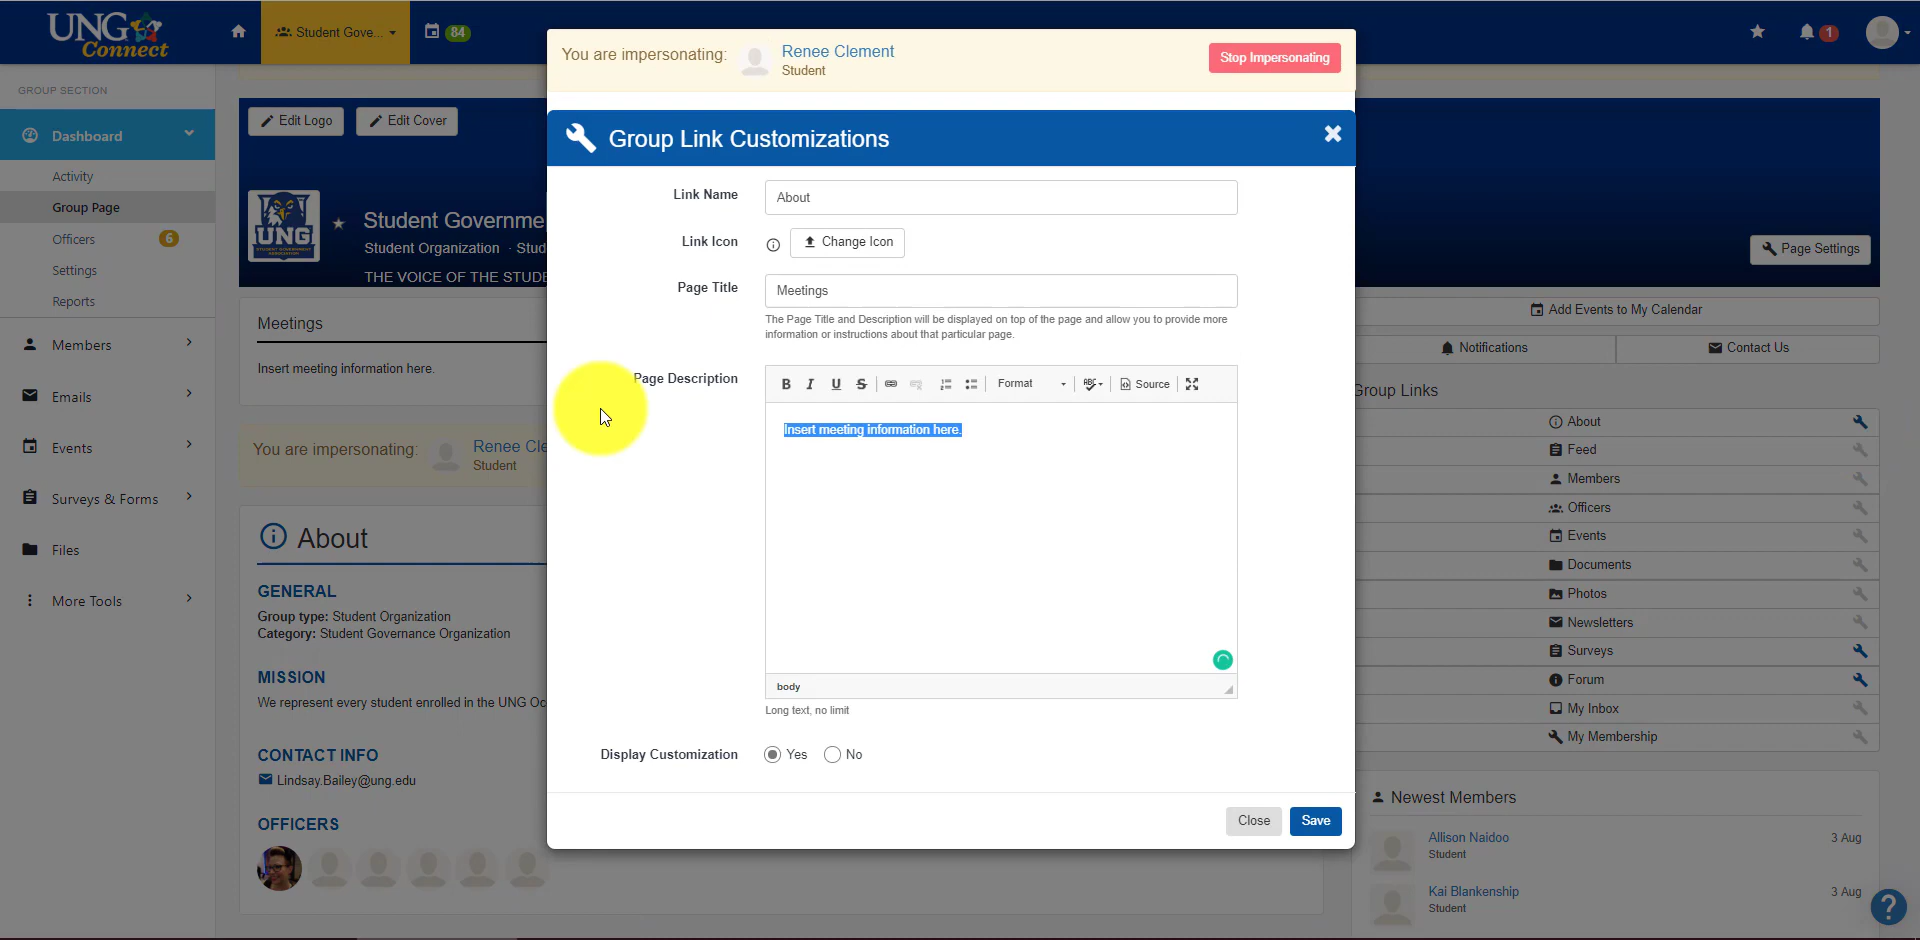 UNG
Connect
Student Gove...
84
1
GROUP SECTION
Dashboard
Activity
Group Page
Officers
6
Settings
Reports
Members
Emails
Events
Surveys & Forms
Files
More Tools
Edit Logo
Edit Cover
UNG
STUDENT GOVERNMENT
ASSOCIATION
Student Governme
Student Organization · Stud
THE VOICE OF THE STUDE
Page Settings
Meetings
Insert meeting information here.
You are impersonating:
Renee Cle
Student
About
GENERAL
Group type: Student Organization
Category: Student Governance Organization
MISSION
We represent every student enrolled in the UNG Oc
CONTACT INFO
Lindsay.Bailey@ung.edu
OFFICERS
You are impersonating:
Renee Clement
Student
Stop Impersonating
Group Link Customizations
Link Name
About
Link Icon
Change Icon
Page Title
Meetings
The Page Title and Description will be displayed on top of the page and allow you to provide more
information or instructions about that particular page.
Page Description
B I U S
Format
ABC
Source
Insert meeting information here.
body
Long text, no limit
Display Customization
Yes
No
Close
Save
Add Events to My Calendar
Notifications
Contact Us
Group Links
About
Feed
Members
Officers
Events
Documents
Photos
Newsletters
Surveys
Forum
My Inbox
My Membership
Newest Members
Allison Naidoo
3 Aug
Student
Kai Blankenship
3 Aug
Student
?